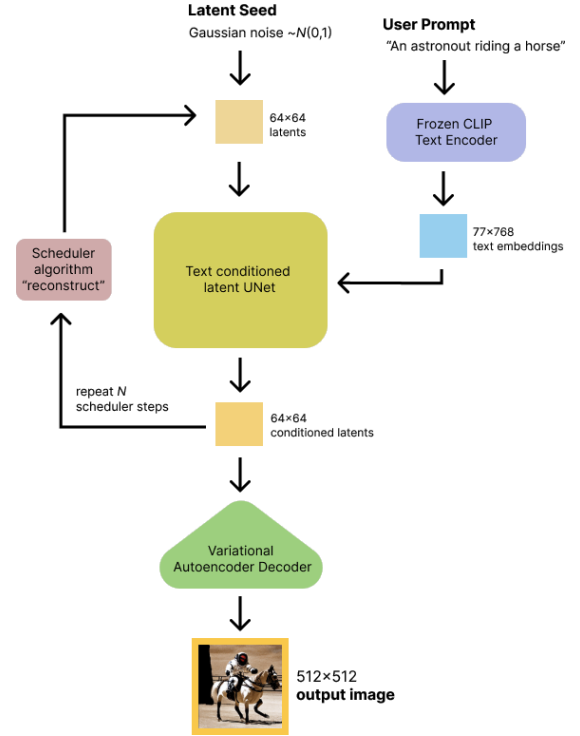 Latent Seed
Gaussian noise ~N(0,1)
User Prompt
“An astronout riding a horse”
64×64
latents
Frozen CLIP
Text Encoder
77×768
text embeddings
Scheduler
algorithm
“reconstruct”
Text conditioned
latent UNet
repeat N
scheduler steps
64×64
conditioned latents
Variational
Autoencoder Decoder
512×512
output image